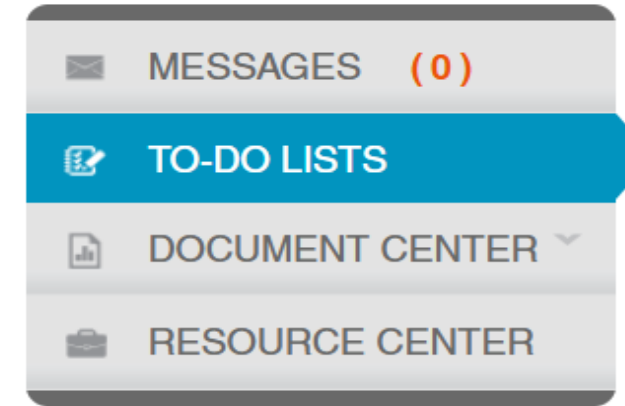 MESSAGES (0)
TO-DO LISTS
DOCUMENT CENTER
RESOURCE CENTER